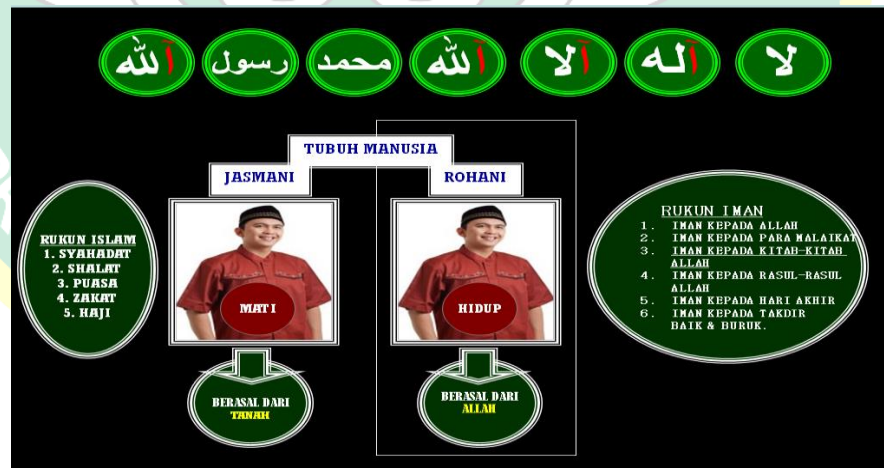 لا آله آلا آلله محمد رسول آلله
TUBUH MANUSIA
JASMANI
ROHANI
RUKUN ISLAM
1. SYAHADAT
2. SHALAT
3. PUASA
4. ZAKAT
5. HAJI
MATI
HIDUP
BERASAL DARI
TANAH
BERASAL DARI
ALLAH
RUKUN IMAN
1. IMAN KEPADA ALLAH
2. IMAN KEPADA PARA MALAIKAT
3. IMAN KEPADA KITAB-KITAB
ALLAH
4. IMAN KEPADA RASUL-RASUL
ALLAH
5. IMAN KEPADA HARI AKHIR
6. IMAN KEPADA TAKDIR
BAIK & BURUK.